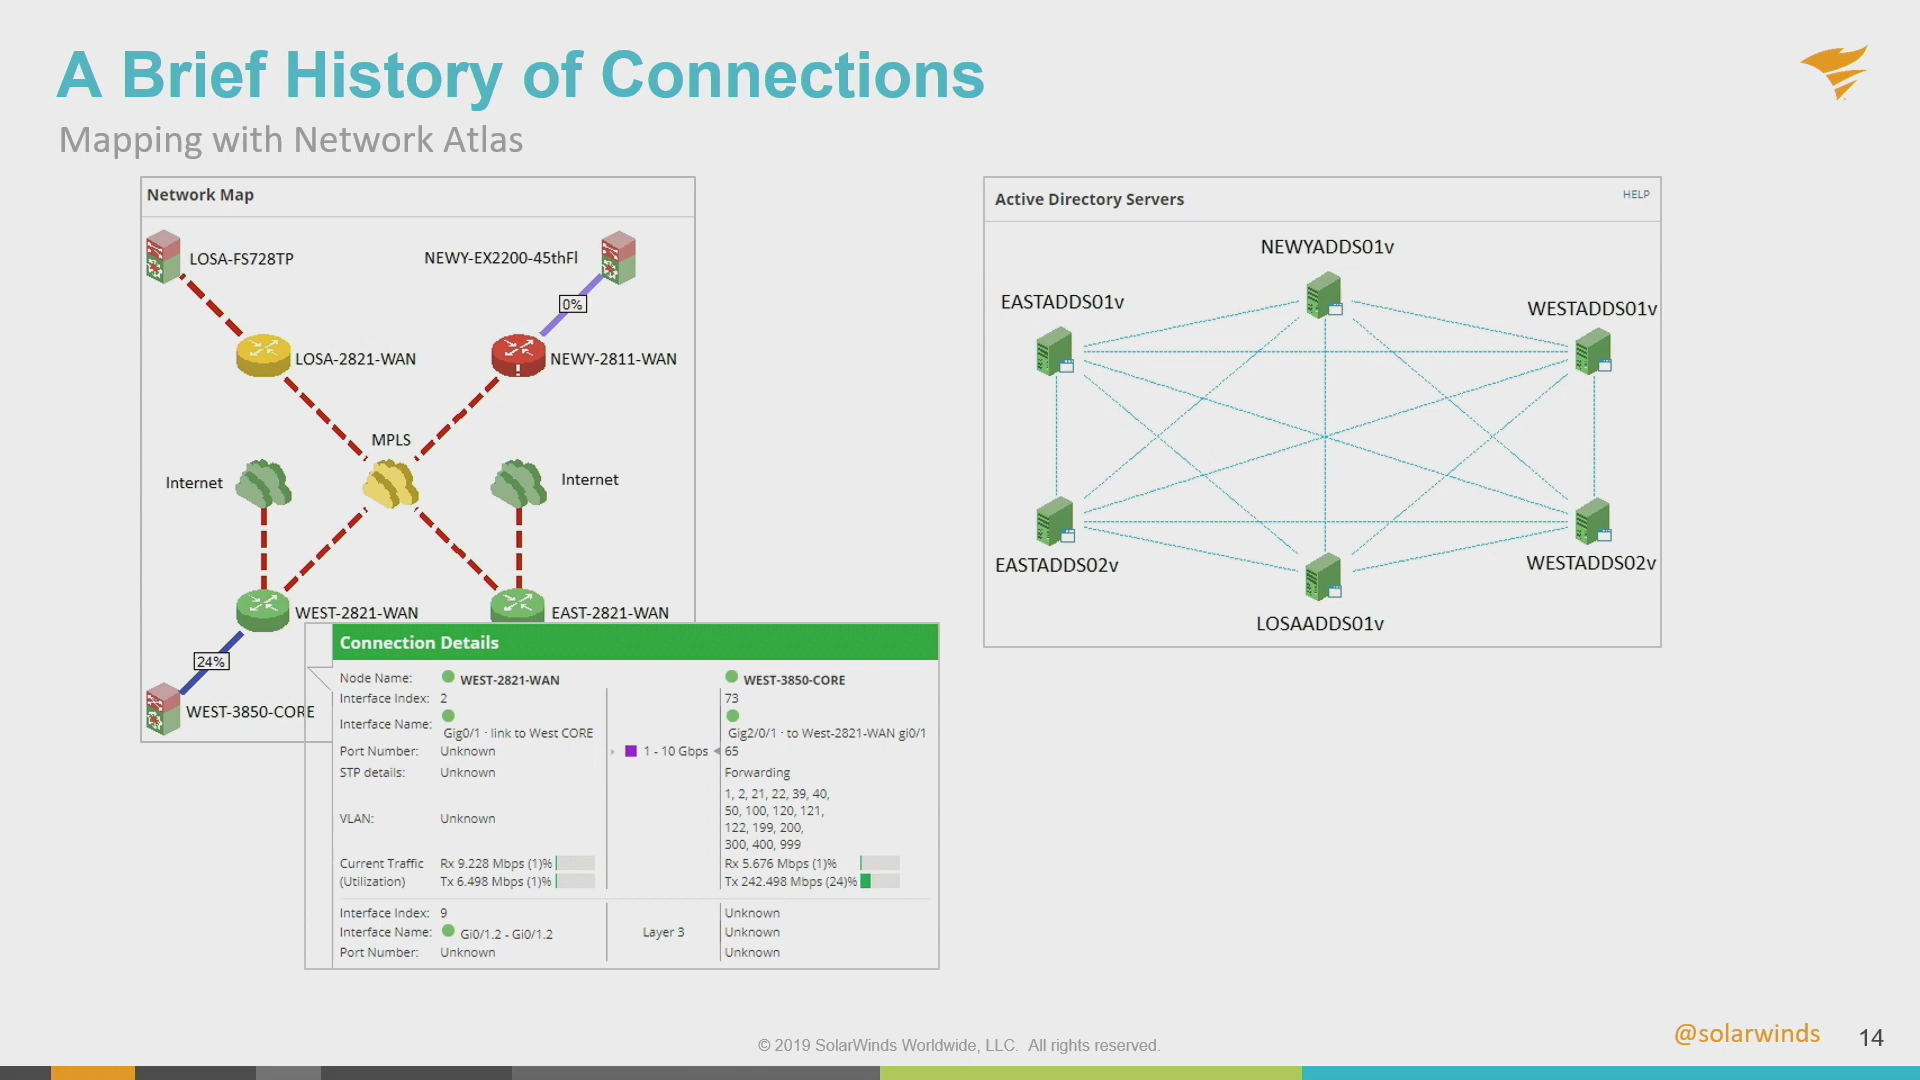 A Brief History of Connections
Mapping with Network Atlas
Network Map
LOSA-FS728TP
NEWY-EX2200-45thFl
0%
LOSA-2821-WAN
NEWY-2811-WAN
MPLS
Internet
Internet
WEST-2821-WAN
EAST-2821-WAN
24%
WEST-3850-CORE
Connection Details
Node Name: WEST-2821-WAN WEST-3850-CORE
Interface Index: 2 73
Interface Name: Gig0/1 · link to West CORE Gig2/0/1 · to West-2821-WAN gi0/1
Port Number: Unknown 1 - 10 Gbps 65
STP details: Unknown Forwarding
VLAN: Unknown
1, 2, 21, 22, 39, 40,
50, 100, 120, 121,
122, 199, 200,
300, 400, 999
Current Traffic Rx 9.228 Mbps (1)% Rx 5.676 Mbps (1)%
(Utilization) Tx 6.498 Mbps (1)% Tx 242.498 Mbps (24)%
Interface Index: 9 Unknown
Interface Name: Gi0/1.2 - Gi0/1.2 Layer 3 Unknown
Port Number: Unknown Unknown
Active Directory Servers
HELP
NEWYADDS01v
EASTADDS01v
WESTADDS01v
EASTADDS02v
WESTADDS02v
LOSAADDS01v
© 2019 SolarWinds Worldwide, LLC. All rights reserved.
@solarwinds
14